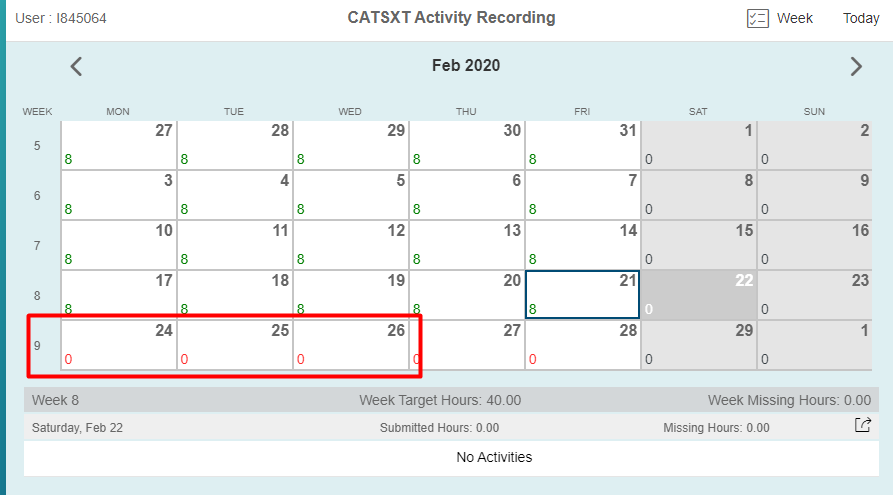 User : I845064 CATSXT Activity Recording Week Today
Feb 2020
WEEK MON TUE WED THU FRI SAT SUN
27 28 29 30 31 1 2
5
8 8 8 8 8 0 0
3 4 5 6 7 8 9
6
8 8 8 8 8 0 0
10 11 12 13 14 15 16
7
8 8 8 8 8 0 0
17 18 19 20 21 22 23
8
8 8 8 8 8 0 0
24 25 26 27 28 29 1
9
0 0 0 0 0 0 0
Week 8 Week Target Hours: 40.00 Week Missing Hours: 0.00
Saturday, Feb 22 Submitted Hours: 0.00 Missing Hours: 0.00
No Activities